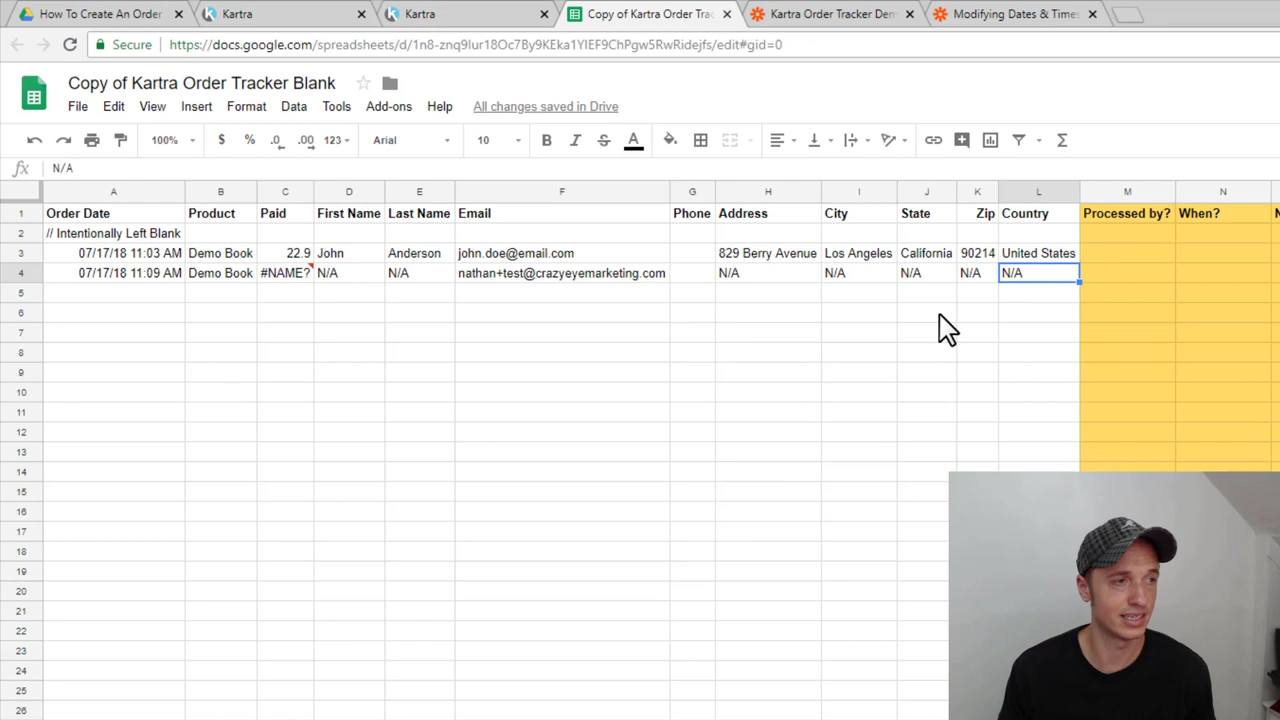 How To Create An Order
Kartra
Kartra
Copy of Kartra Order Trac
Kartra Order Tracker Dem
Modifying Dates & Times
Secure https://docs.google.com/spreadsheets/d/1n8-znq9Iur18Oc7By9KEka1YIEF9ChPgw5RwRidejfs/edit#gid=0
Copy of Kartra Order Tracker Blank
File Edit View Insert Format Data Tools Add-ons Help All changes saved in Drive
100% $ % .0 .00 123 Arial 10 B I S A Σ
fx N/A
A B C D E F G H I J K L M N
1 Order Date Product Paid First Name Last Name Email Phone Address City State Zip Country Processed by? When?
2 // Intentionally Left Blank
3 07/17/18 11:03 AM Demo Book 22.9 John Anderson john.doe@email.com 829 Berry Avenue Los Angeles California 90214 United States
4 07/17/18 11:09 AM Demo Book #NAME? N/A N/A nathan+test@crazyeyemarketing.com N/A N/A N/A N/A N/A
5
6
7
8
9
10
11
12
13
14
15
16
17
18
19
20
21
22
23
24
25
26